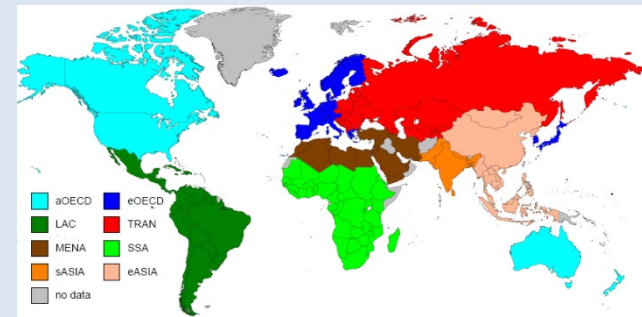 aOECD eOECD
LAC TRAN
MENA SSA
sASIA eASIA
no data